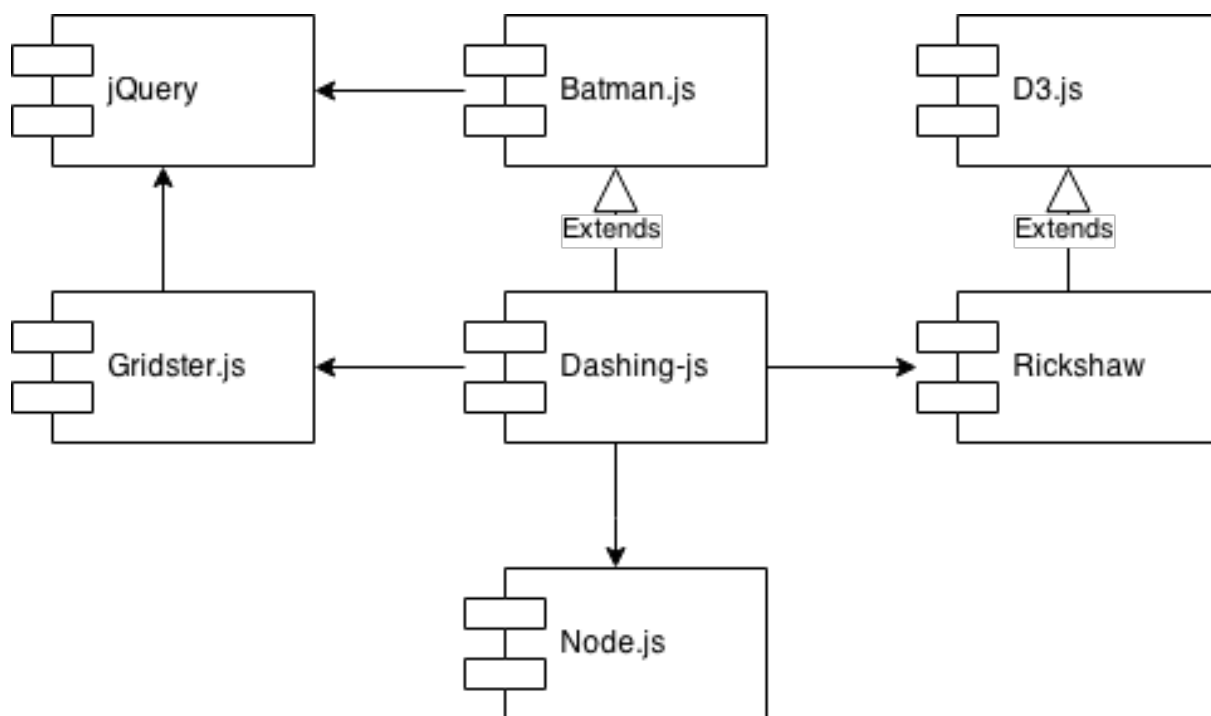 jQuery
Batman.js
D3.js
Extends
Extends
Gridster.js
Dashing-js
Rickshaw
Node.js